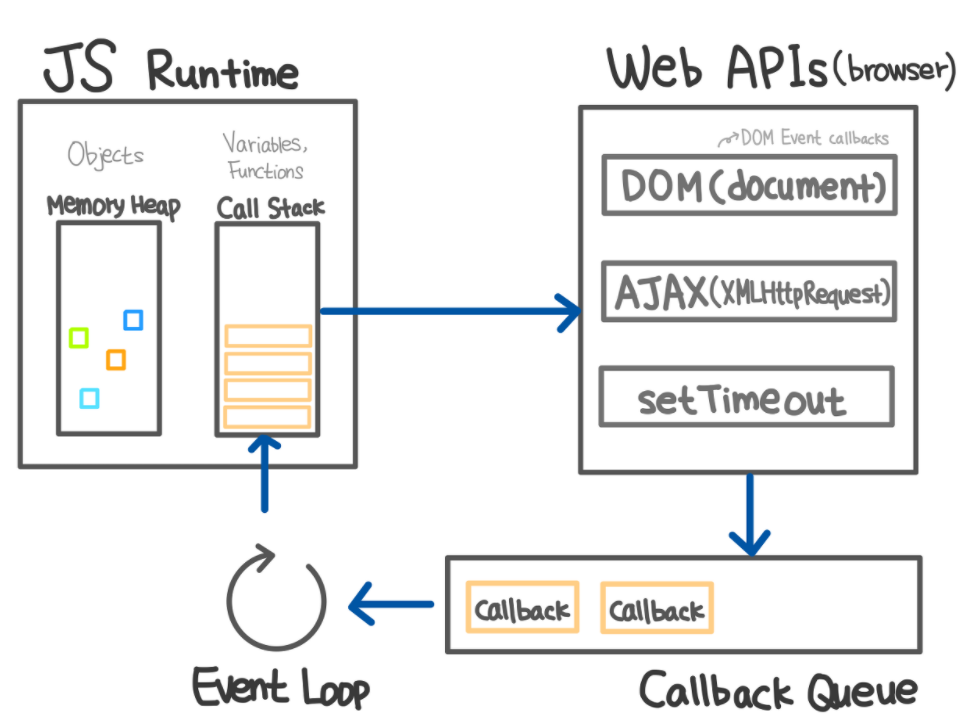 JS Runtime
Objects
Variables,
Functions
Memory Heap
Call Stack
Web APIs(browser)
DOM Event callbacks
DOM(document)
AJAX(XMLHttpRequest)
setTimeout
Event Loop
Callback
Callback
Callback Queue